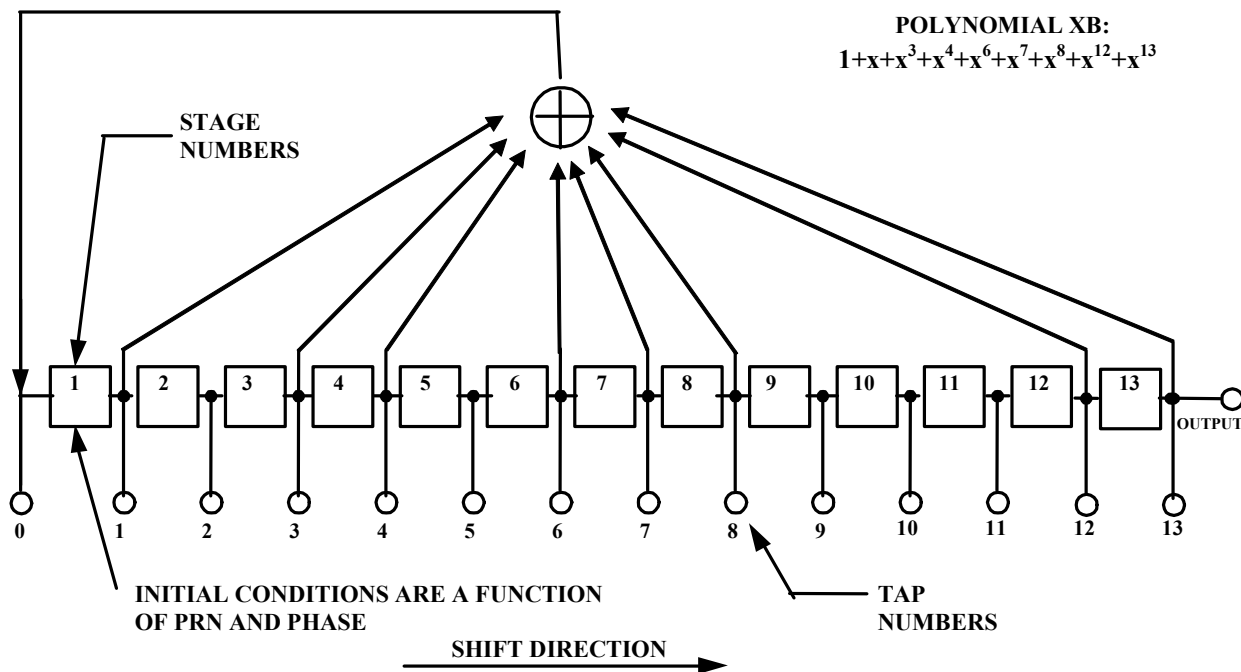 POLYNOMIAL XB:
1+x+x³+x⁴+x⁶+x⁷+x⁸+x¹²+x¹³
STAGE
NUMBERS
1 2 3 4 5 6 7 8 9 10 11 12 13
OUTPUT
0 1 2 3 4 5 6 7 8 9 10 11 12 13
INITIAL CONDITIONS ARE A FUNCTION
OF PRN AND PHASE
TAP
NUMBERS
SHIFT DIRECTION